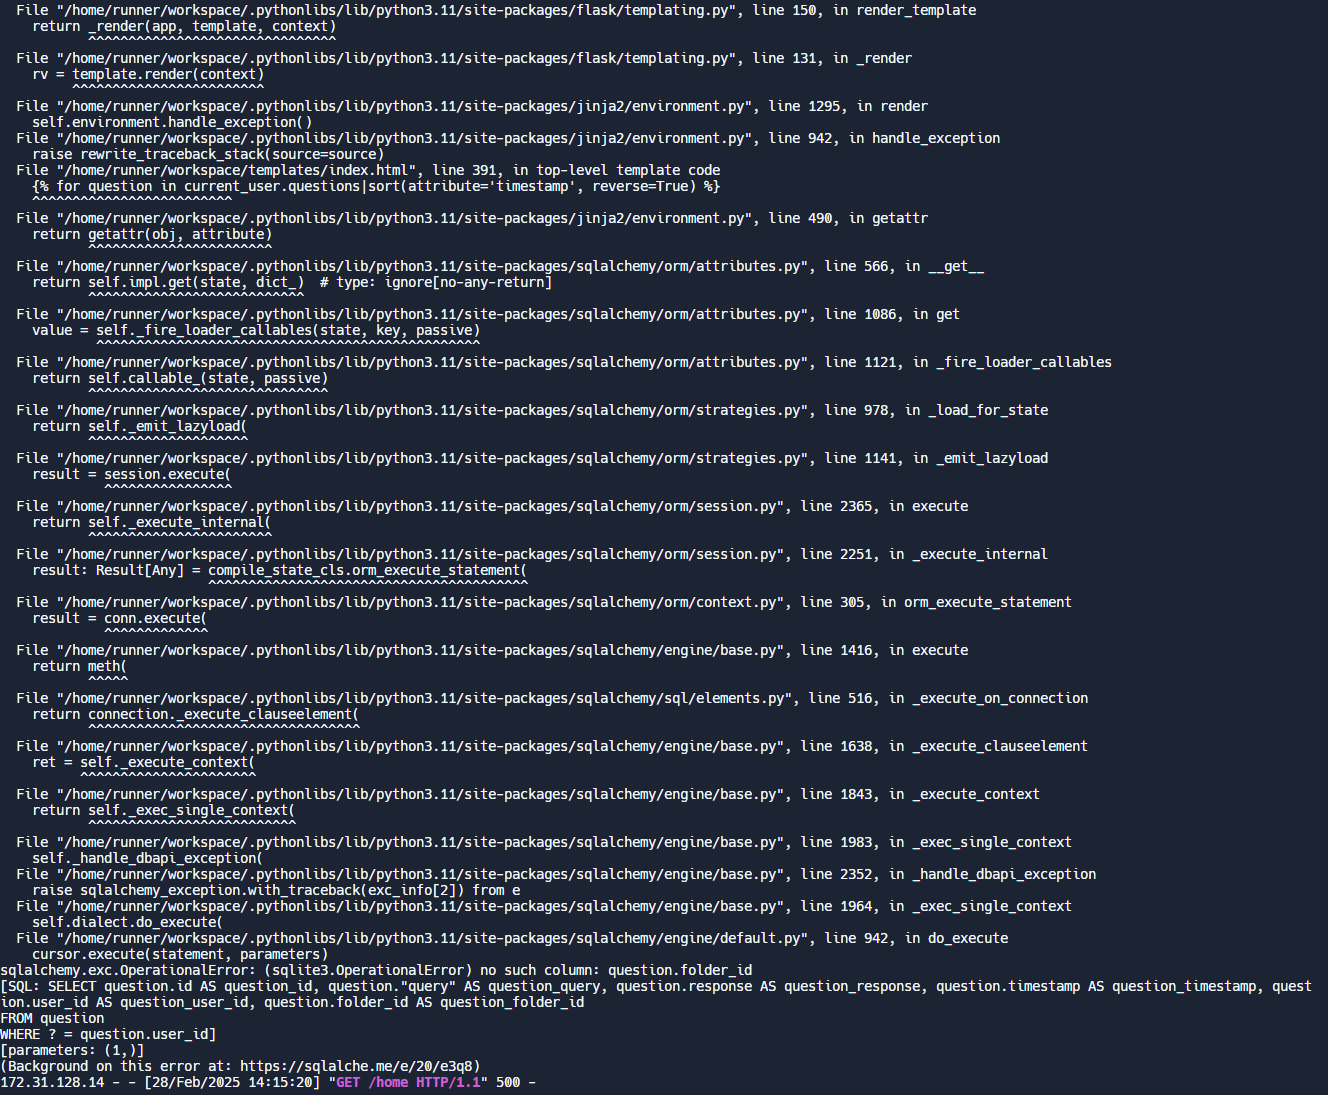 File "/home/runner/workspace/.pythonlibs/lib/python3.11/site-packages/flask/templating.py", line 150, in render_template
return _render(app, template, context)
^^^^^^^^^^^^^^^^^^^^^^^^^^^^^^^
File "/home/runner/workspace/.pythonlibs/lib/python3.11/site-packages/flask/templating.py", line 131, in _render
rv = template.render(context)
^^^^^^^^^^^^^^^^^^^^^^^^
File "/home/runner/workspace/.pythonlibs/lib/python3.11/site-packages/jinja2/environment.py", line 1295, in render
self.environment.handle_exception()
File "/home/runner/workspace/.pythonlibs/lib/python3.11/site-packages/jinja2/environment.py", line 942, in handle_exception
raise rewrite_traceback_stack(source=source)
File "/home/runner/workspace/templates/index.html", line 391, in top-level template code
{% for question in current_user.questions|sort(attribute='timestamp', reverse=True) %}
^^^^^^^^^^^^^^^^^^^^^^^^^
File "/home/runner/workspace/.pythonlibs/lib/python3.11/site-packages/jinja2/environment.py", line 490, in getattr
return getattr(obj, attribute)
^^^^^^^^^^^^^^^^^^^^^^^
File "/home/runner/workspace/.pythonlibs/lib/python3.11/site-packages/sqlalchemy/orm/attributes.py", line 566, in __get__
return self.impl.get(state, dict_)  # type: ignore[no-any-return]
^^^^^^^^^^^^^^^^^^^^^^^^^^^
File "/home/runner/workspace/.pythonlibs/lib/python3.11/site-packages/sqlalchemy/orm/attributes.py", line 1086, in get
value = self._fire_loader_callables(state, key, passive)
^^^^^^^^^^^^^^^^^^^^^^^^^^^^^^^^^^^^^^^^^^^^^^^^
File "/home/runner/workspace/.pythonlibs/lib/python3.11/site-packages/sqlalchemy/orm/attributes.py", line 1121, in _fire_loader_callables
return self.callable_(state, passive)
^^^^^^^^^^^^^^^^^^^^^^^^^^^^^^
File "/home/runner/workspace/.pythonlibs/lib/python3.11/site-packages/sqlalchemy/orm/strategies.py", line 978, in _load_for_state
return self._emit_lazyload(
^^^^^^^^^^^^^^^^^^^^
File "/home/runner/workspace/.pythonlibs/lib/python3.11/site-packages/sqlalchemy/orm/strategies.py", line 1141, in _emit_lazyload
result = session.execute(
^^^^^^^^^^^^^^^^
File "/home/runner/workspace/.pythonlibs/lib/python3.11/site-packages/sqlalchemy/orm/session.py", line 2365, in execute
return self._execute_internal(
^^^^^^^^^^^^^^^^^^^^^^^
File "/home/runner/workspace/.pythonlibs/lib/python3.11/site-packages/sqlalchemy/orm/session.py", line 2251, in _execute_internal
result: Result[Any] = compile_state_cls.orm_execute_statement(
^^^^^^^^^^^^^^^^^^^^^^^^^^^^^^^^^^^^^^^^
File "/home/runner/workspace/.pythonlibs/lib/python3.11/site-packages/sqlalchemy/orm/context.py", line 305, in orm_execute_statement
result = conn.execute(
^^^^^^^^^^^^^
File "/home/runner/workspace/.pythonlibs/lib/python3.11/site-packages/sqlalchemy/engine/base.py", line 1416, in execute
return meth(
^^^^^
File "/home/runner/workspace/.pythonlibs/lib/python3.11/site-packages/sqlalchemy/sql/elements.py", line 516, in _execute_on_connection
return connection._execute_clauseelement(
^^^^^^^^^^^^^^^^^^^^^^^^^^^^^^^^^^
File "/home/runner/workspace/.pythonlibs/lib/python3.11/site-packages/sqlalchemy/engine/base.py", line 1638, in _execute_clauseelement
ret = self._execute_context(
^^^^^^^^^^^^^^^^^^^^^^
File "/home/runner/workspace/.pythonlibs/lib/python3.11/site-packages/sqlalchemy/engine/base.py", line 1843, in _execute_context
return self._exec_single_context(
^^^^^^^^^^^^^^^^^^^^^^^^^^
File "/home/runner/workspace/.pythonlibs/lib/python3.11/site-packages/sqlalchemy/engine/base.py", line 1983, in _exec_single_context
self._handle_dbapi_exception(
File "/home/runner/workspace/.pythonlibs/lib/python3.11/site-packages/sqlalchemy/engine/base.py", line 2352, in _handle_dbapi_exception
raise sqlalchemy_exception.with_traceback(exc_info[2]) from e
File "/home/runner/workspace/.pythonlibs/lib/python3.11/site-packages/sqlalchemy/engine/base.py", line 1964, in _exec_single_context
self.dialect.do_execute(
File "/home/runner/workspace/.pythonlibs/lib/python3.11/site-packages/sqlalchemy/engine/default.py", line 942, in do_execute
cursor.execute(statement, parameters)
sqlalchemy.exc.OperationalError: (sqlite3.OperationalError) no such column: question.folder_id
[SQL: SELECT question.id AS question_id, question."query" AS question_query, question.response AS question_response, question.timestamp AS question_timestamp, quest
ion.user_id AS question_user_id, question.folder_id AS question_folder_id
FROM question
WHERE ? = question.user_id]
[parameters: (1,)]
(Background on this error at: https://sqlalche.me/e/20/e3q8)
172.31.128.14 - - [28/Feb/2025 14:15:20] "GET /home HTTP/1.1" 500 -